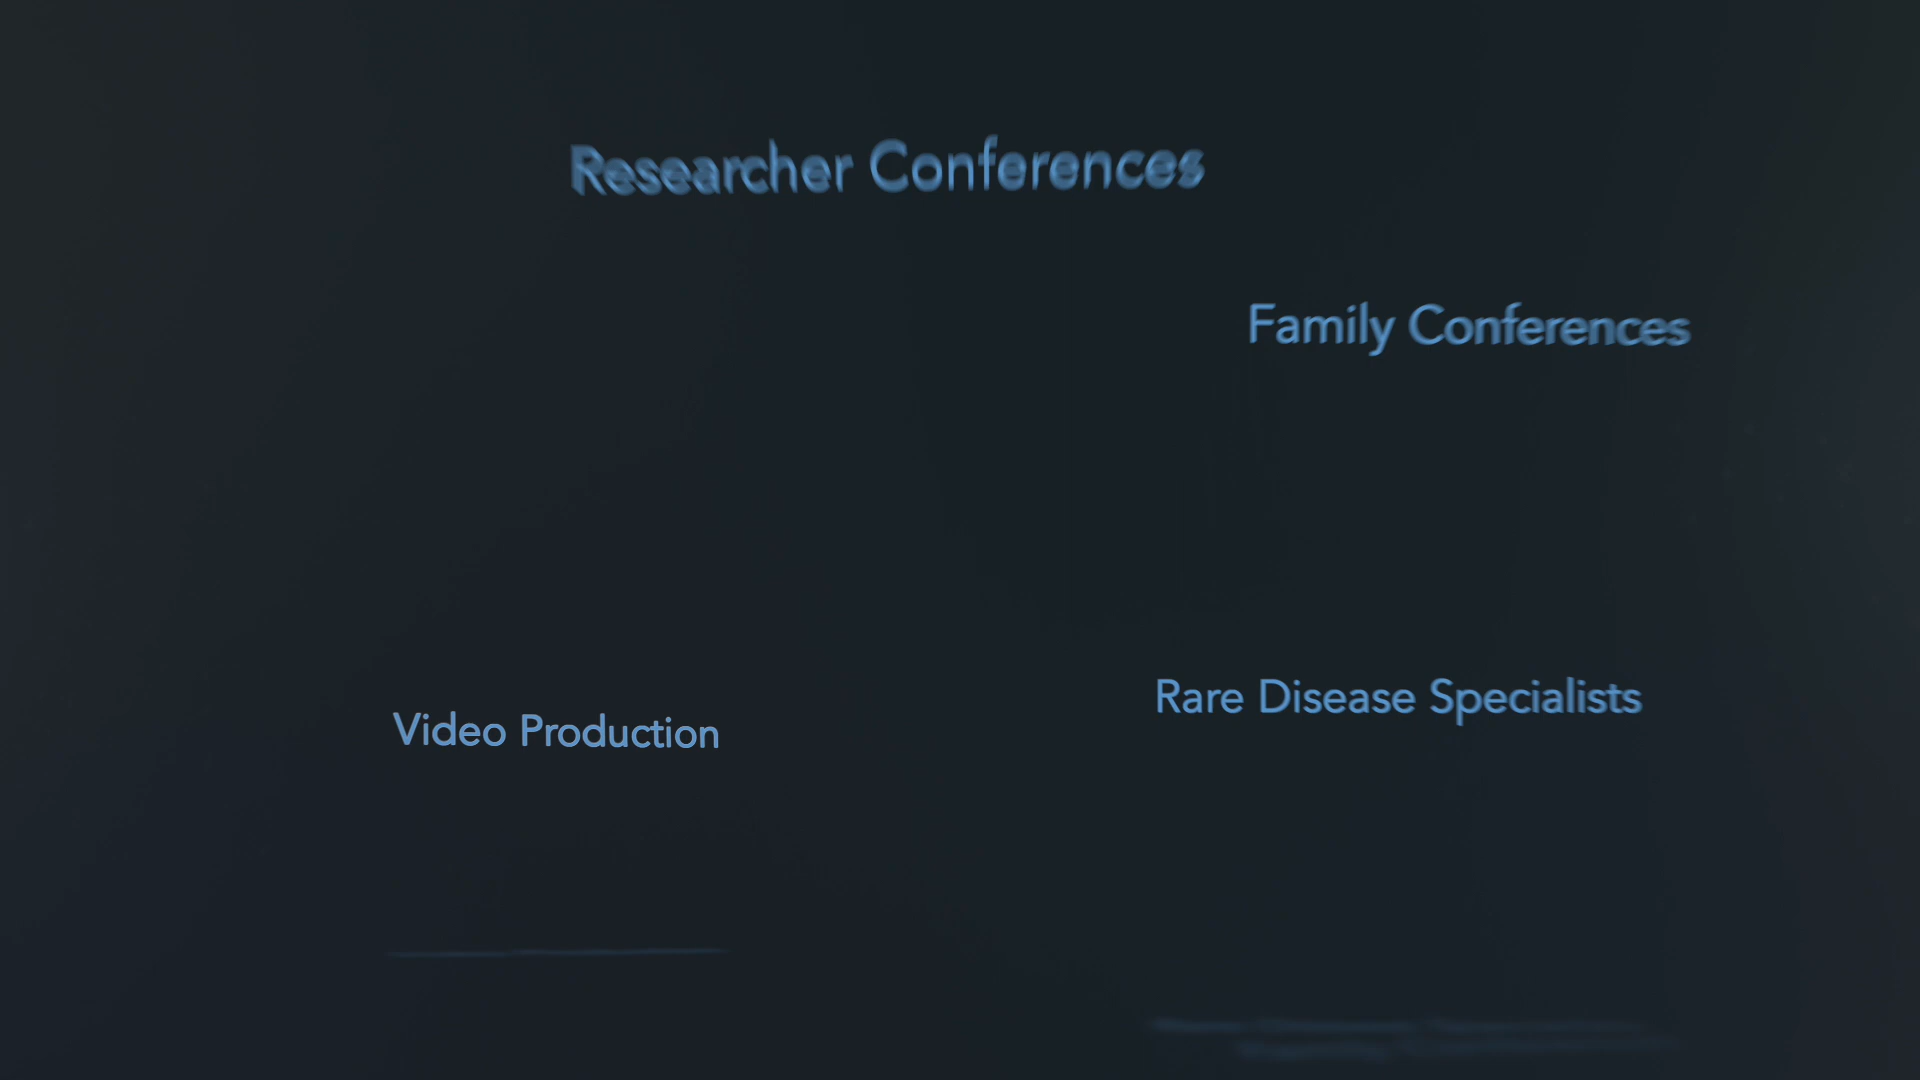 Researcher Conferences
Family Conferences
Rare Disease Specialists
Video Production